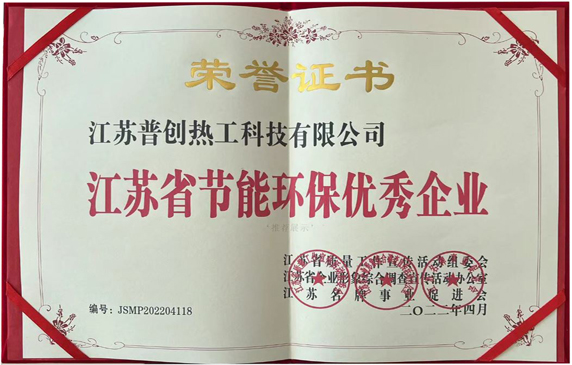 荣誉证书
江苏普创热工科技有限公司
江苏省节能环保优秀企业
江苏省质量工作宣传活动组委会
江苏省企业形象综合调查宣传活动办公室
江苏名牌事业促进会
编号：JSMP202204118
二〇二二年四月